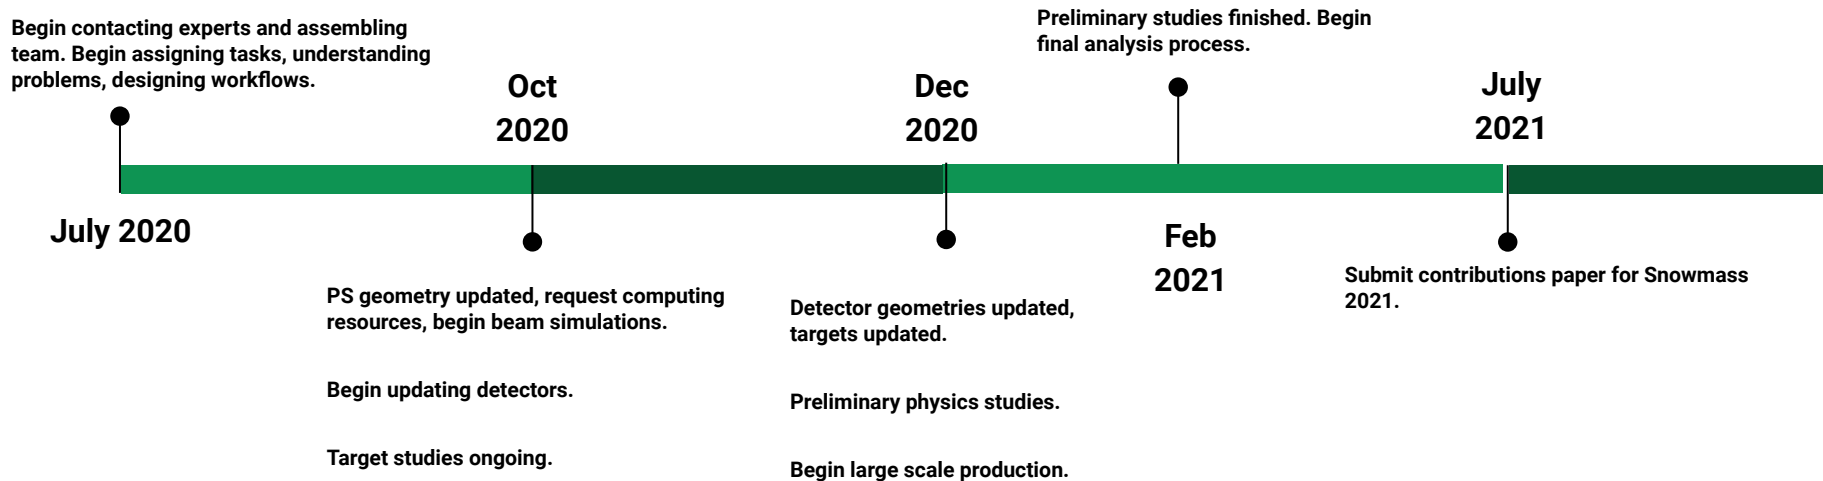 Begin contacting experts and assembling
team. Begin assigning tasks, understanding
problems, designing workflows.
July 2020
Oct
2020
PS geometry updated, request computing
resources, begin beam simulations.
Begin updating detectors.
Target studies ongoing.
Dec
2020
Detector geometries updated,
targets updated.
Preliminary physics studies.
Begin large scale production.
Preliminary studies finished. Begin
final analysis process.
Feb
2021
July
2021
Submit contributions paper for Snowmass
2021.